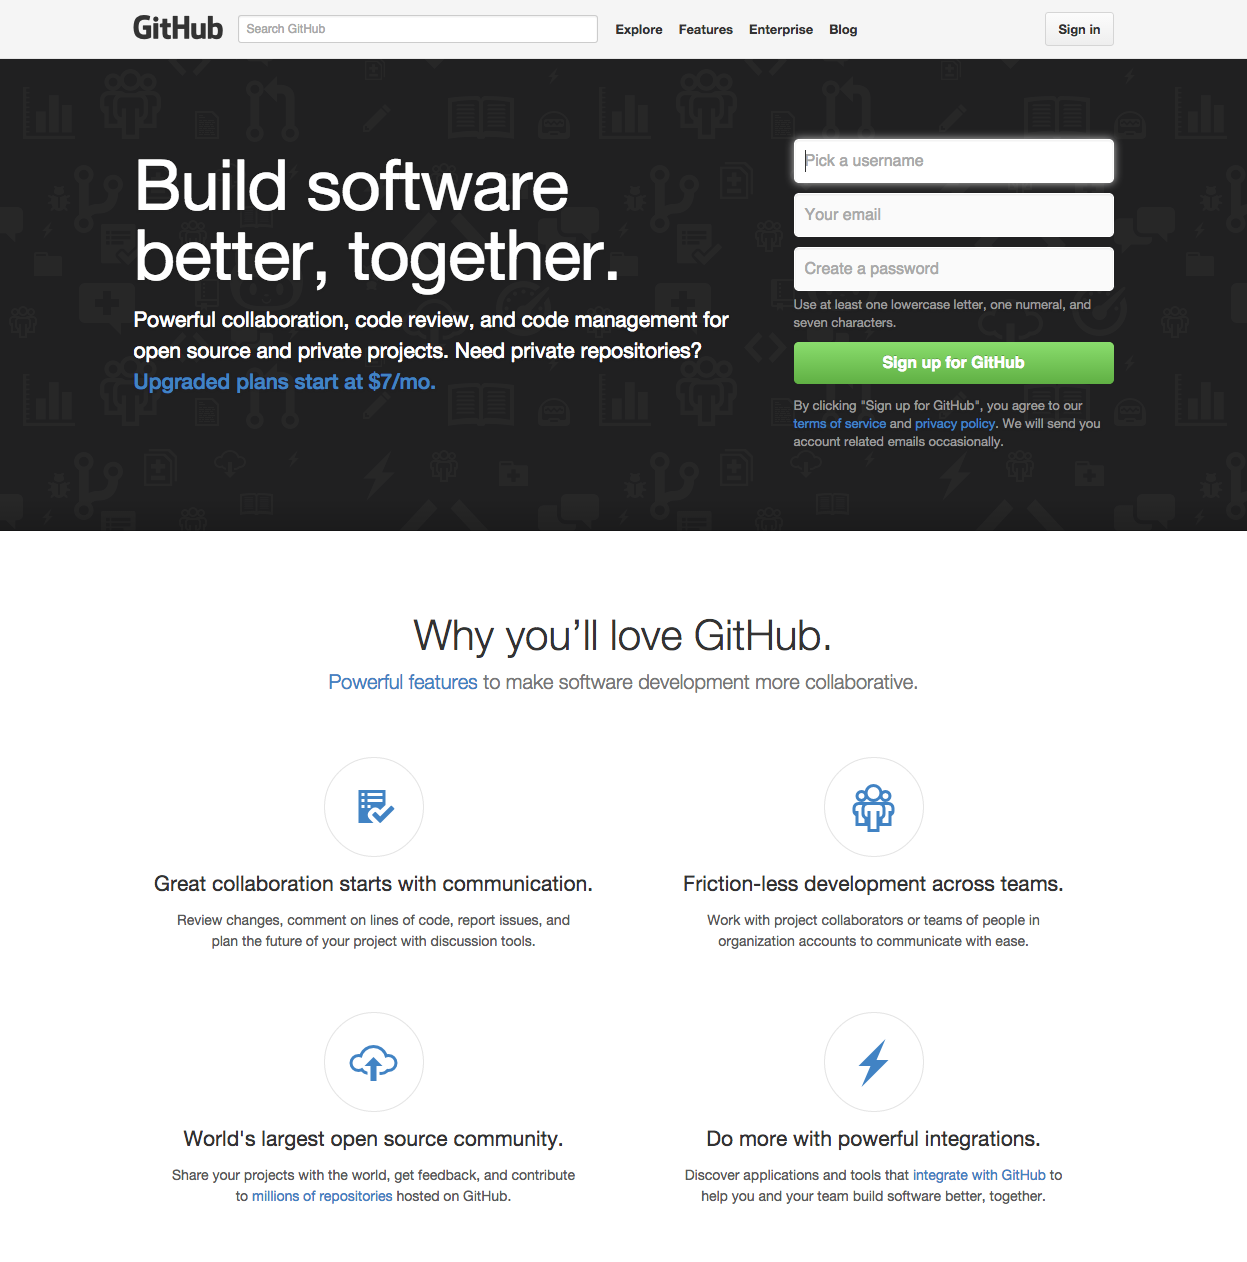 GitHub
Search GitHub
Explore
Features
Enterprise
Blog
Sign in
Build software
better, together.
Powerful collaboration, code review, and code management for
open source and private projects. Need private repositories?
Upgraded plans start at $7/mo.
Pick a username
Your email
Create a password
Use at least one lowercase letter, one numeral, and
seven characters.
Sign up for GitHub
By clicking "Sign up for GitHub", you agree to our
terms of service and privacy policy. We will send you
account related emails occasionally.
Why you’ll love GitHub.
Powerful features to make software development more collaborative.
Great collaboration starts with communication.
Review changes, comment on lines of code, report issues, and
plan the future of your project with discussion tools.
Friction-less development across teams.
Work with project collaborators or teams of people in
organization accounts to communicate with ease.
World's largest open source community.
Share your projects with the world, get feedback, and contribute
to millions of repositories hosted on GitHub.
Do more with powerful integrations.
Discover applications and tools that integrate with GitHub to
help you and your team build software better, together.